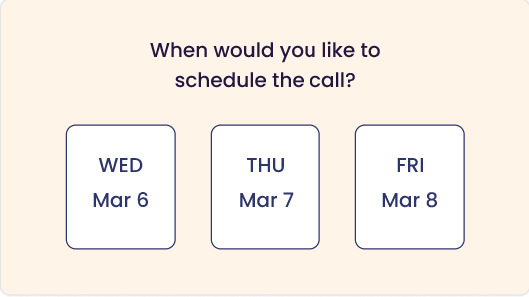 When would you like to
schedule the call?
WED
Mar 6
THU
Mar 7
FRI
Mar 8